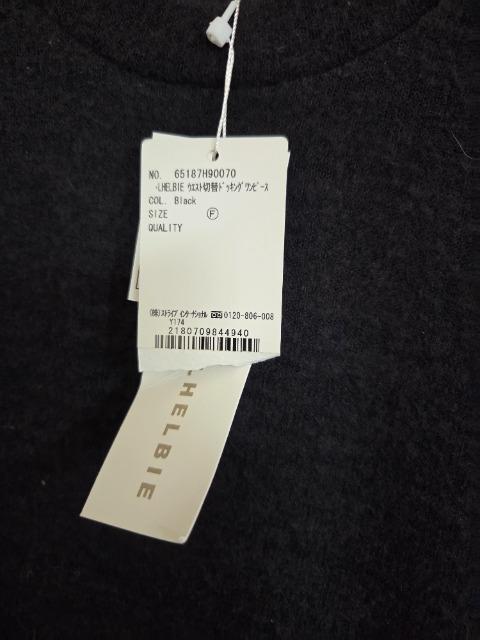 NO. 65187H90070
・LHELBIE ウエスト切替ドッキングワンピース
COL. Black
SIZE Ⓕ
QUALITY
(株)ストライプ インターナショナル 0120-806-008
Y174
2180709844940
LHELBIE